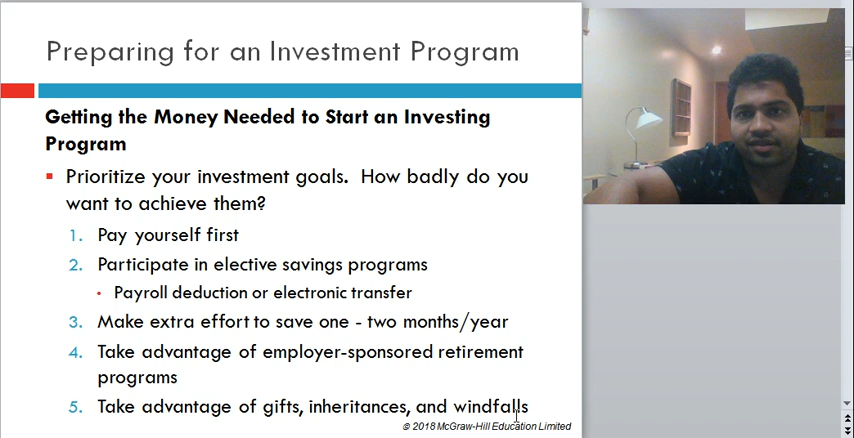 Preparing for an Investment Program
Getting the Money Needed to Start an Investing
Program
Prioritize your investment goals. How badly do you
want to achieve them?
1. Pay yourself first
2. Participate in elective savings programs
• Payroll deduction or electronic transfer
3. Make extra effort to save one - two months/year
4. Take advantage of employer-sponsored retirement
programs
5. Take advantage of gifts, inheritances, and windfalls
© 2018 McGraw-Hill Education Limited